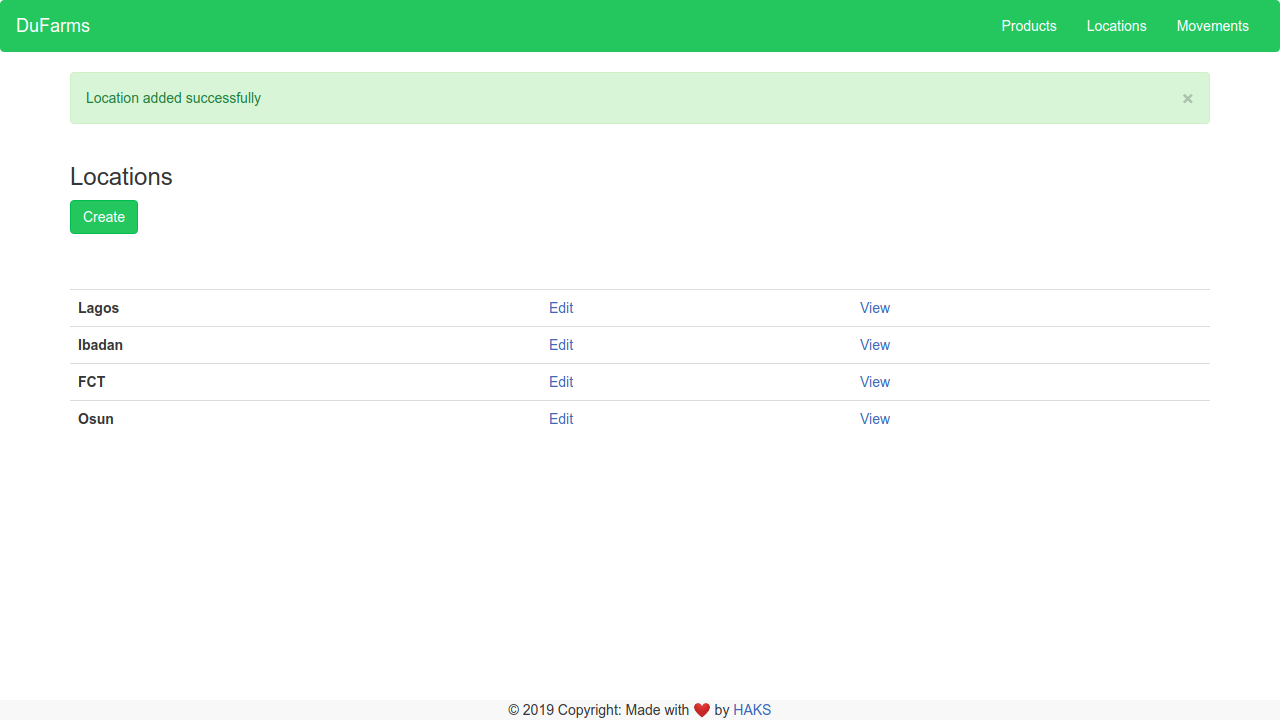 DuFarms Products Locations Movements
Location added successfully ×
Locations
Create
Lagos Edit View
Ibadan Edit View
FCT Edit View
Osun Edit View
© 2019 Copyright: Made with ❤️ by HAKS